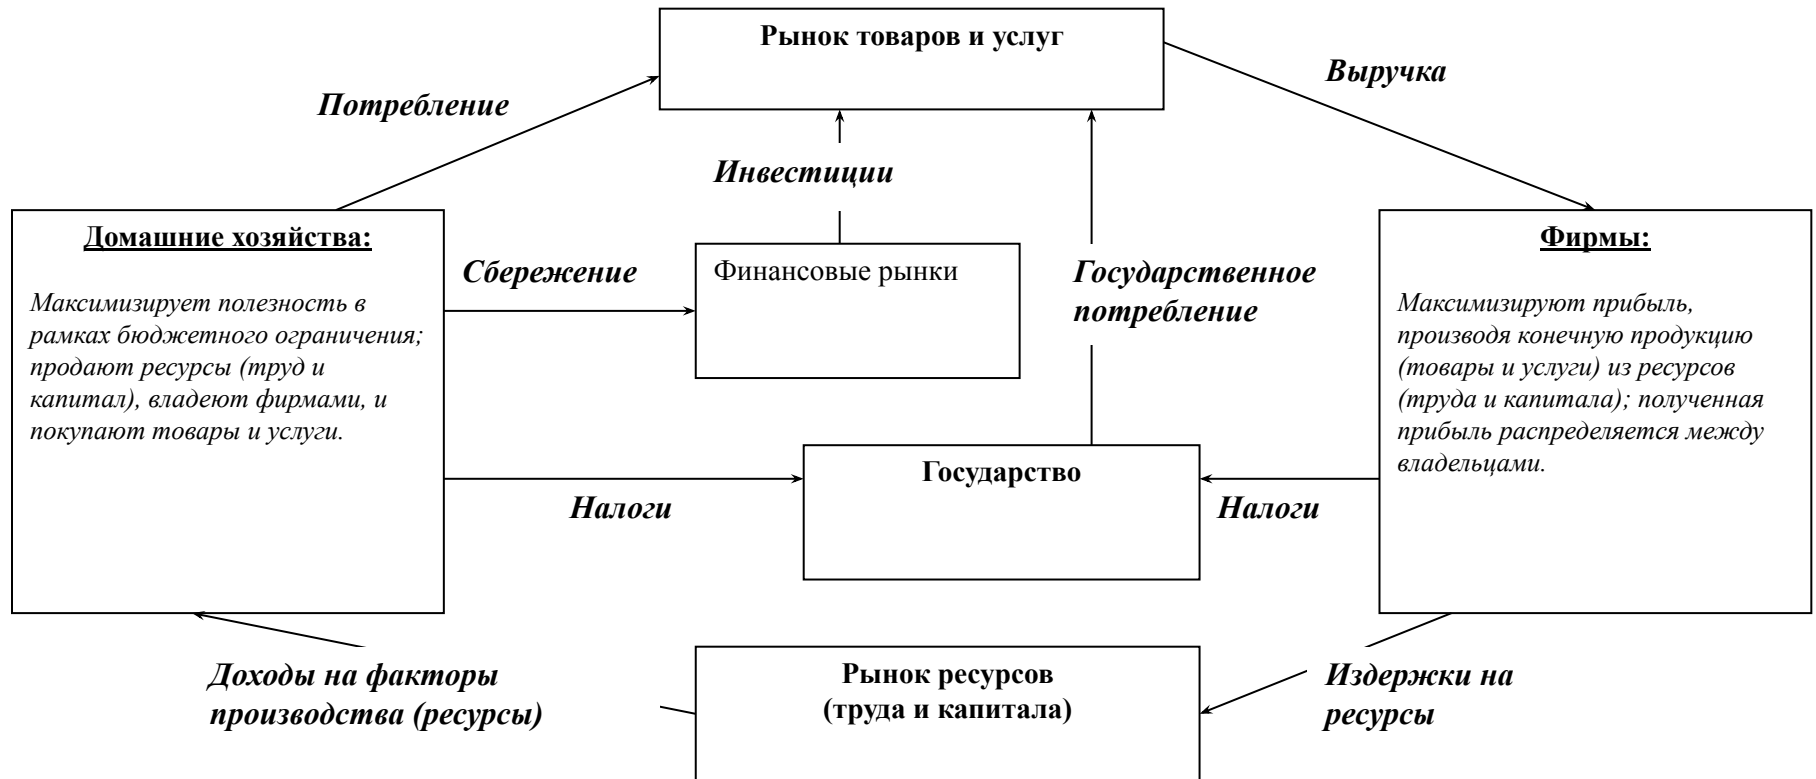 Рынок товаров и услуг
Выручка
Потребление
Инвестиции
Домашние хозяйства:
Максимизирует полезность в
рамках бюджетного ограничения;
продают ресурсы (труд и
капитал), владеют фирмами, и
покупают товары и услуги.
Сбережение
Финансовые рынки
Государственное
потребление
Фирмы:
Максимизируют прибыль,
производя конечную продукцию
(товары и услуги) из ресурсов
(труда и капитала); полученная
прибыль распределяется между
владельцами.
Государство
Налоги
Налоги
Доходы на факторы
производства (ресурсы)
Рынок ресурсов
(труда и капитала)
Издержки на
ресурсы